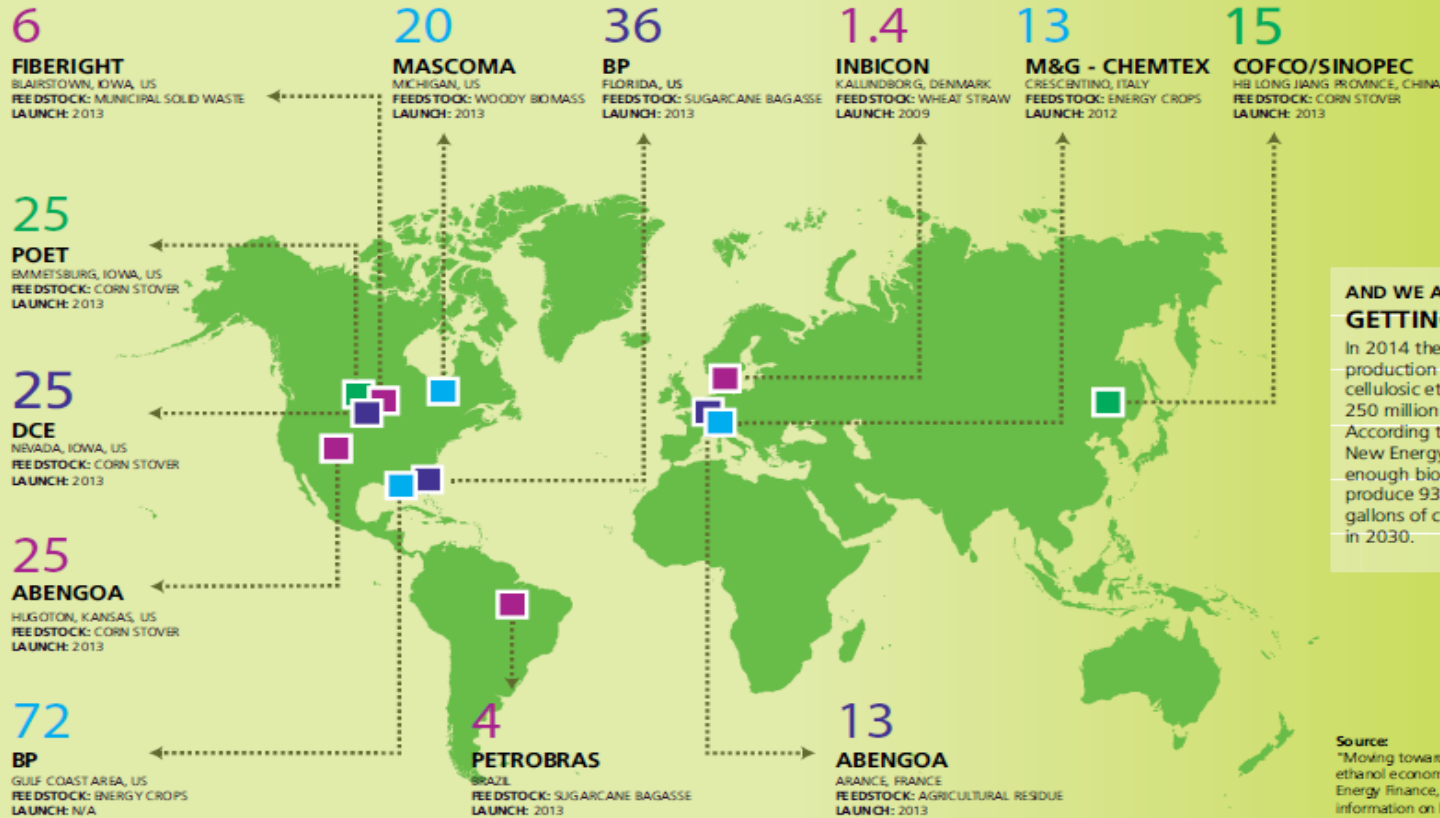 6
FIBERIGHT
BLAIRSTOWN, IOWA, US
FEEDSTOCK: MUNICIPAL SOLID WASTE
LAUNCH: 2013
20
MASCOMA
MICHIGAN, US
FEEDSTOCK: WOODY BIOMASS
LAUNCH: 2013
36
BP
FLORIDA, US
FEEDSTOCK: SUGARCANE BAGASSE
LAUNCH: 2013
1.4
INBICON
KALUNDBORG, DENMARK
FEEDSTOCK: WHEAT STRAW
LAUNCH: 2009
13
M&G - CHEMTEX
CRESCENTINO, ITALY
FEEDSTOCK: ENERGY CROPS
LAUNCH: 2012
15
COFCO/SINOPEC
HEI LONG JIANG PROVINCE, CHINA
FEEDSTOCK: CORN STOVER
LAUNCH: 2013
25
POET
EMMETSBURG, IOWA, US
FEEDSTOCK: CORN STOVER
LAUNCH: 2013
25
DCE
NEVADA, IOWA, US
FEEDSTOCK: CORN STOVER
LAUNCH: 2013
25
ABENGOA
HUGOTON, KANSAS, US
FEEDSTOCK: CORN STOVER
LAUNCH: 2013
72
BP
GULF COAST AREA, US
FEEDSTOCK: ENERGY CROPS
LAUNCH: N/A
4
PETROBRAS
BRAZIL
FEEDSTOCK: SUGARCANE BAGASSE
LAUNCH: 2013
13
ABENGOA
ARANCE, FRANCE
FEEDSTOCK: AGRICULTURAL RESIDUE
LAUNCH: 2013
AND WE A
GETTIN
In 2014 the
production
cellulosic et
250 million
According t
New Energy
enough bio
produce 93
gallons of c
in 2030.
Source:
"Moving towar
ethanol econom
Energy Finance,
information on